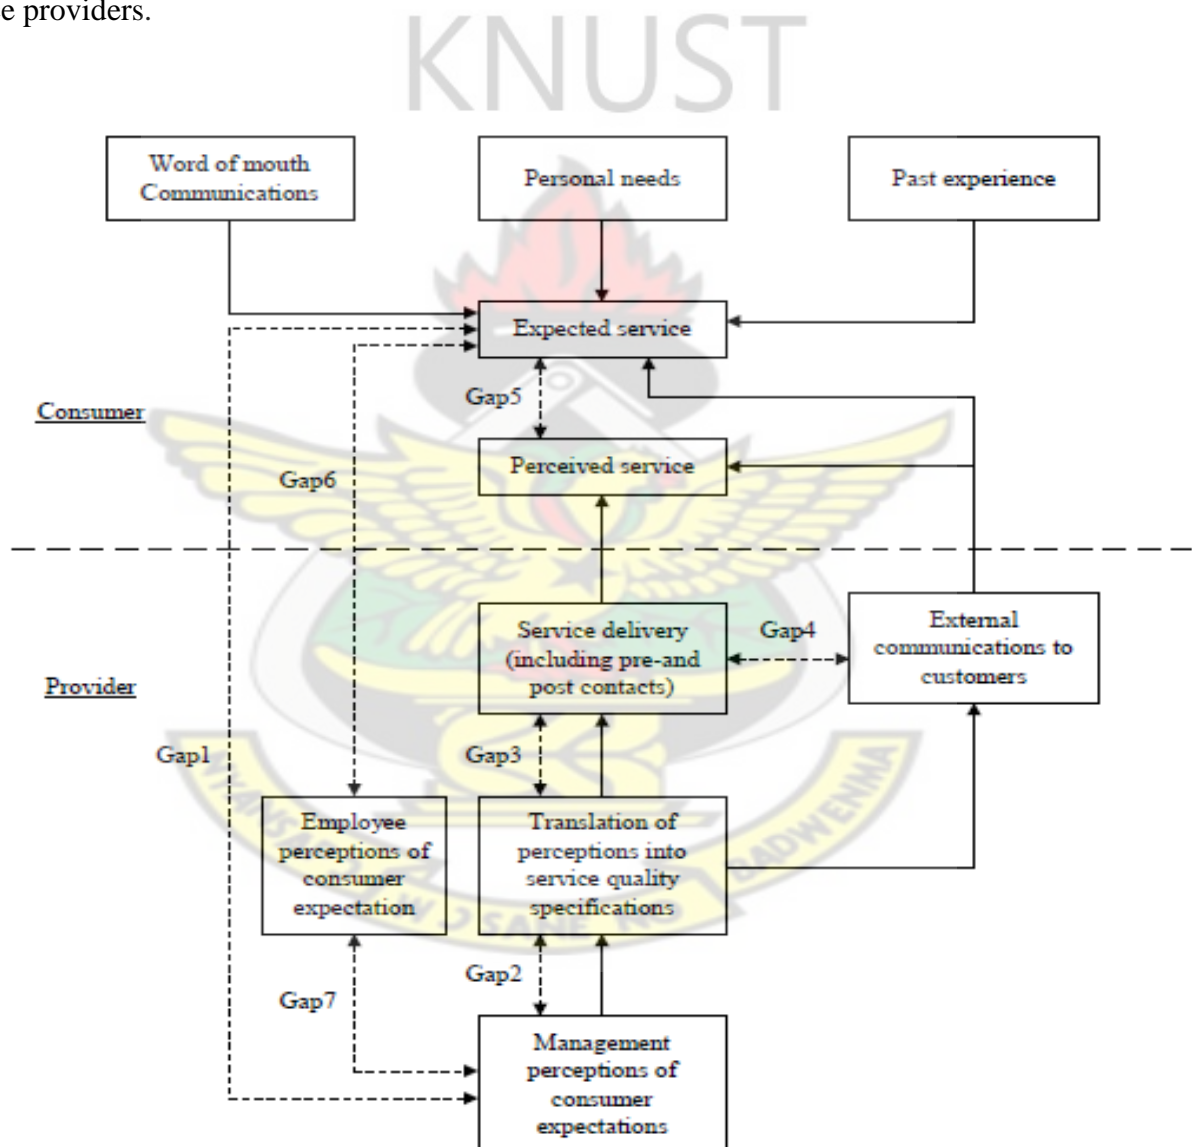 e providers.
KNUST
Word of mouth
Communications
Personal needs
Past experience
Expected service
Gap5
Consumer
Perceived service
Gap6
Service delivery
(including pre-and
post contacts)
Gap4
External
communications to
customers
Provider
Gap1
Gap3
Employee
perceptions of
consumer
expectation
Translation of
perceptions into
service quality
specifications
SANE
BADWENMA
Gap7
Gap2
Management
perceptions of
consumer
expectations